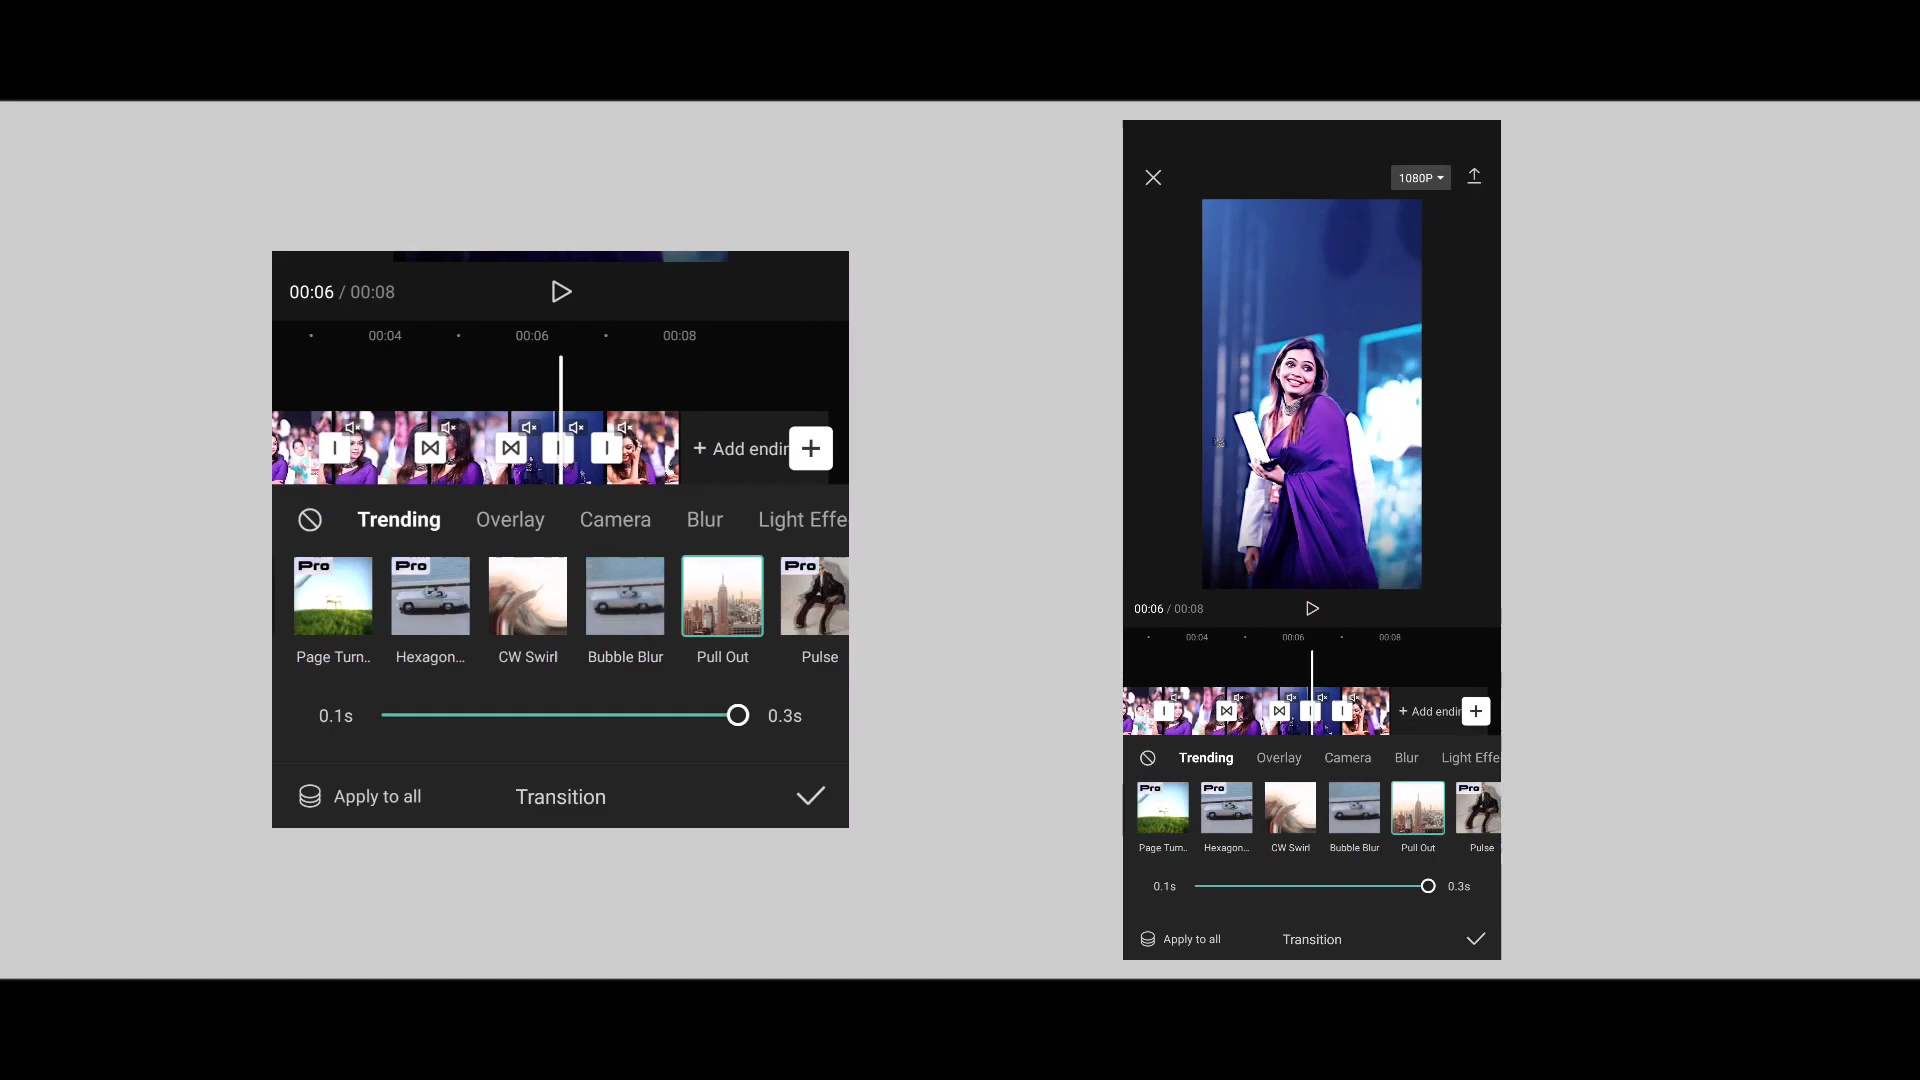 00:06 / 00:08
00:04 00:06 00:08
+ Add endin
Trending Overlay Camera Blur Light Effe
Pro Pro Pro
Page Turn.. Hexagon... CW Swirl Bubble Blur Pull Out Pulse
0.1s 0.3s
Apply to all Transition
1080P
00:06 / 00:08
00:04 00:06 00:08
+ Add endin
Trending Overlay Camera Blur Light Effe
Pro Pro Pro
Page Turn.. Hexagon... CW Swirl Bubble Blur Pull Out Pulse
0.1s 0.3s
Apply to all Transition